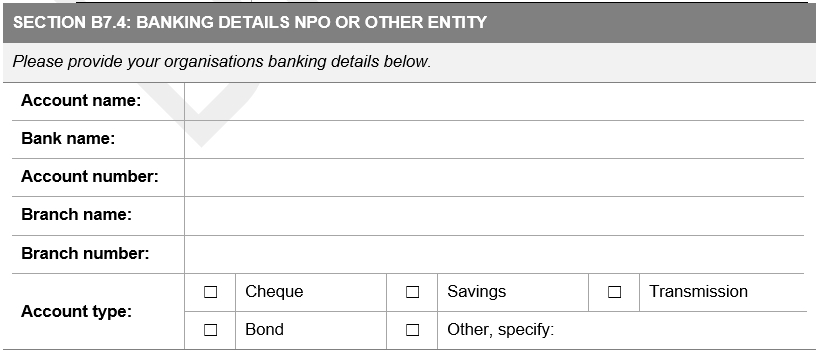 SECTION B7.4: BANKING DETAILS NPO OR OTHER ENTITY
Please provide your organisations banking details below.
Account name:
Bank name:
Account number:
Branch name:
Branch number:
Account type:
☐ Cheque ☐ Savings ☐ Transmission
☐ Bond ☐ Other, specify: